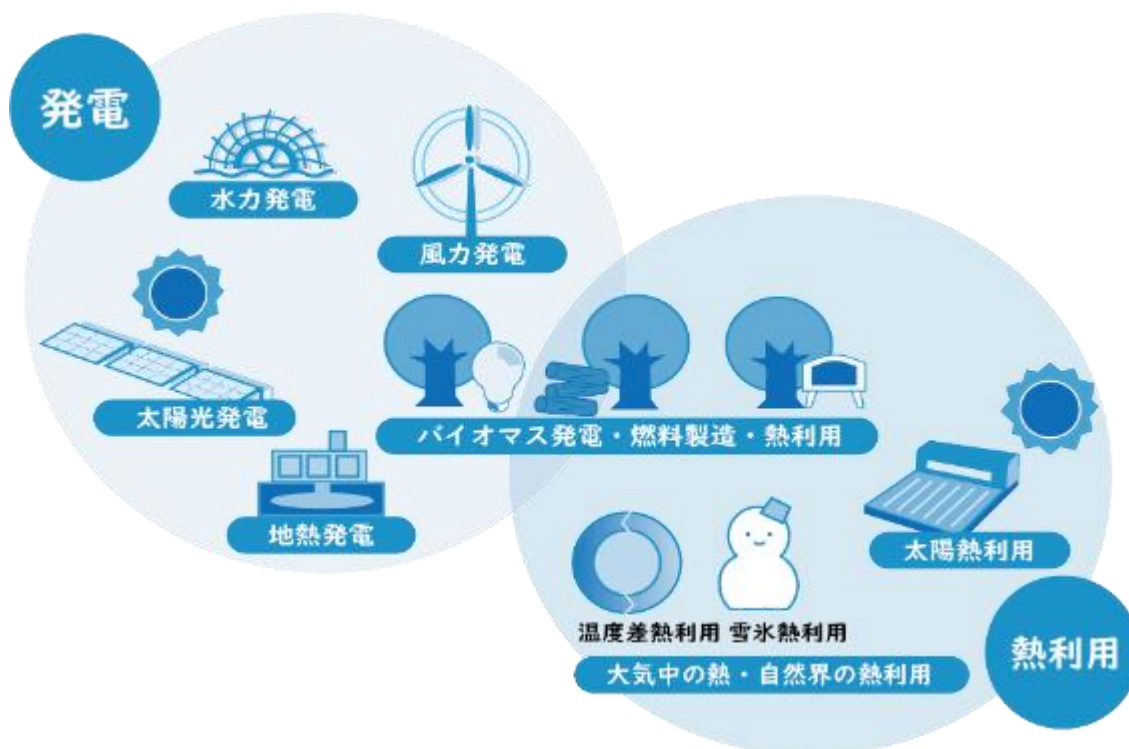 発電
水力発電
風力発電
太陽光発電
バイオマス発電・燃料製造・熱利用
地熱発電
太陽熱利用
温度差熱利用 雪氷熱利用
大気中の熱・自然界の熱利用
熱利用